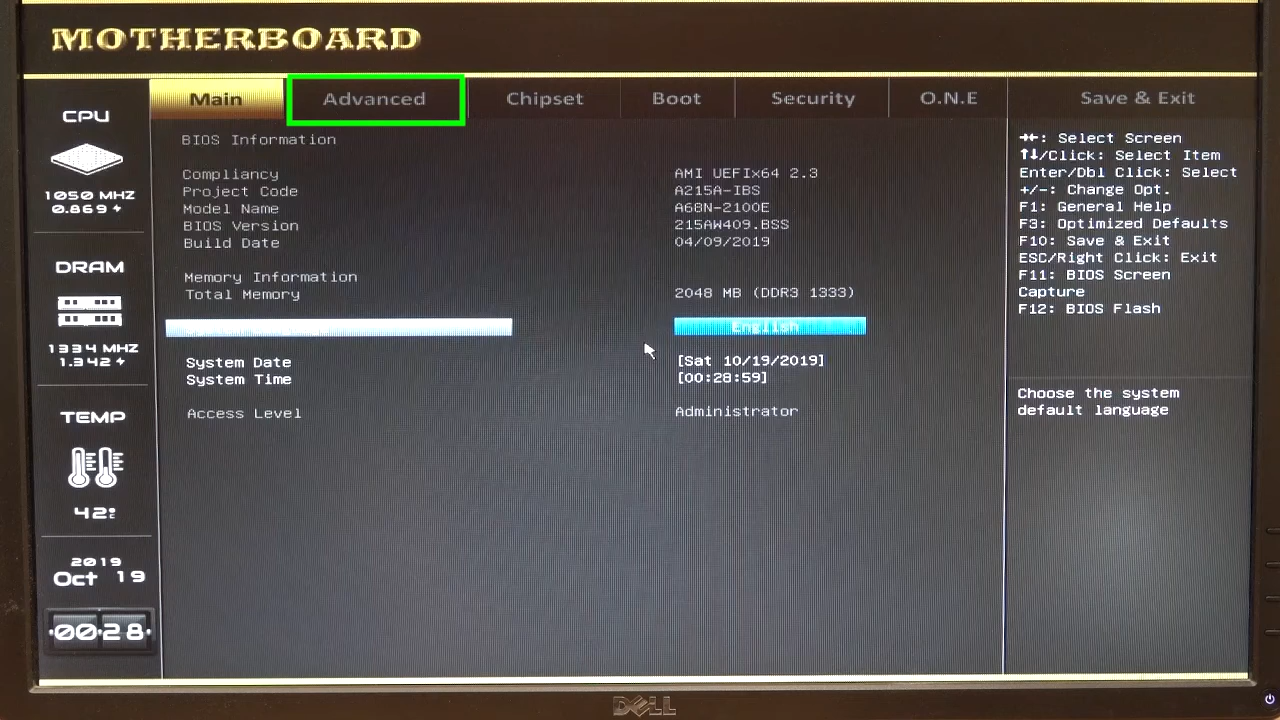 MOTHERBOARD
Main Advanced Chipset Boot Security O.N.E Save & Exit
CPU
1050 MHZ
0.869
DRAM
1334 MHZ
1.342
TEMP
42°C
2019
Oct 19
00:28
BIOS Information
Compliancy AMI UEFIx64 2.3
Project Code A215A-IBS
Model Name A68N-2100E
BIOS Version 215AW409.BSS
Build Date 04/09/2019
Memory Information
Total Memory 2048 MB (DDR3 1333)
English
System Date [Sat 10/19/2019]
System Time [00:28:59]
Access Level Administrator
→←: Select Screen
↑↓/Click: Select Item
Enter/Dbl Click: Select
+/-: Change Opt.
F1: General Help
F3: Optimized Defaults
F10: Save & Exit
ESC/Right Click: Exit
F11: BIOS Screen
Capture
F12: BIOS Flash
Choose the system
default language
DELL